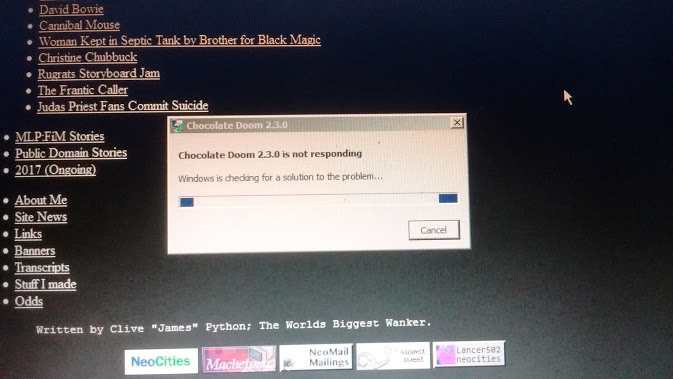 David Bowie
Cannibal Mouse
Woman Kept in Septic Tank by Brother for Black Magic
Christine Chubbuck
Rugrats Storyboard Jam
The Frantic Caller
Judas Priest Fans Commit Suicide
MLP:FiM Stories
Public Domain Stories
2017 (Ongoing)
About Me
Site News
Links
Banners
Transcripts
Stuff I made
Odds
Chocolate Doom 2.3.0
Chocolate Doom 2.3.0 is not responding
Windows is checking for a solution to the problem...
Cancel
Written by Clive "James" Python; The Worlds Biggest Wanker.
NeoCities
NeoMail
Mailings
Lancer502
neocities